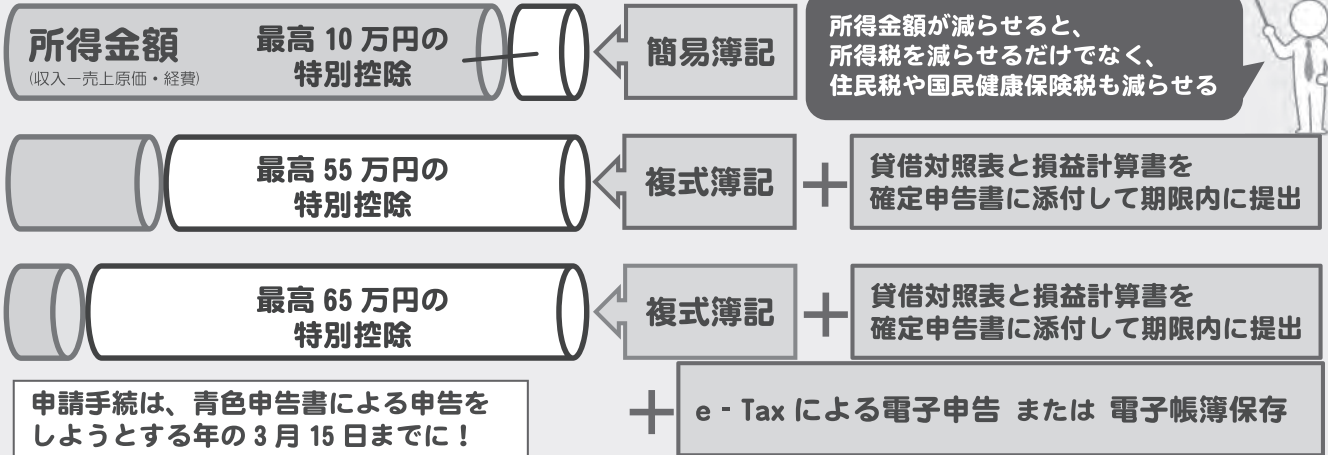 所得金額
(収入ー売上原価・経費)
最高 10 万円の
特別控除
簡易簿記
所得金額が減らせると、
所得税を減らせるだけでなく、
住民税や国民健康保険税も減らせる
最高 55 万円の
特別控除
複式簿記
＋
貸借対照表と損益計算書を
確定申告書に添付して期限内に提出
最高 65 万円の
特別控除
複式簿記
＋
貸借対照表と損益計算書を
確定申告書に添付して期限内に提出
＋
e - Tax による電子申告 または 電子帳簿保存
申請手続は、青色申告書による申告を
しようとする年の 3 月 15 日までに！